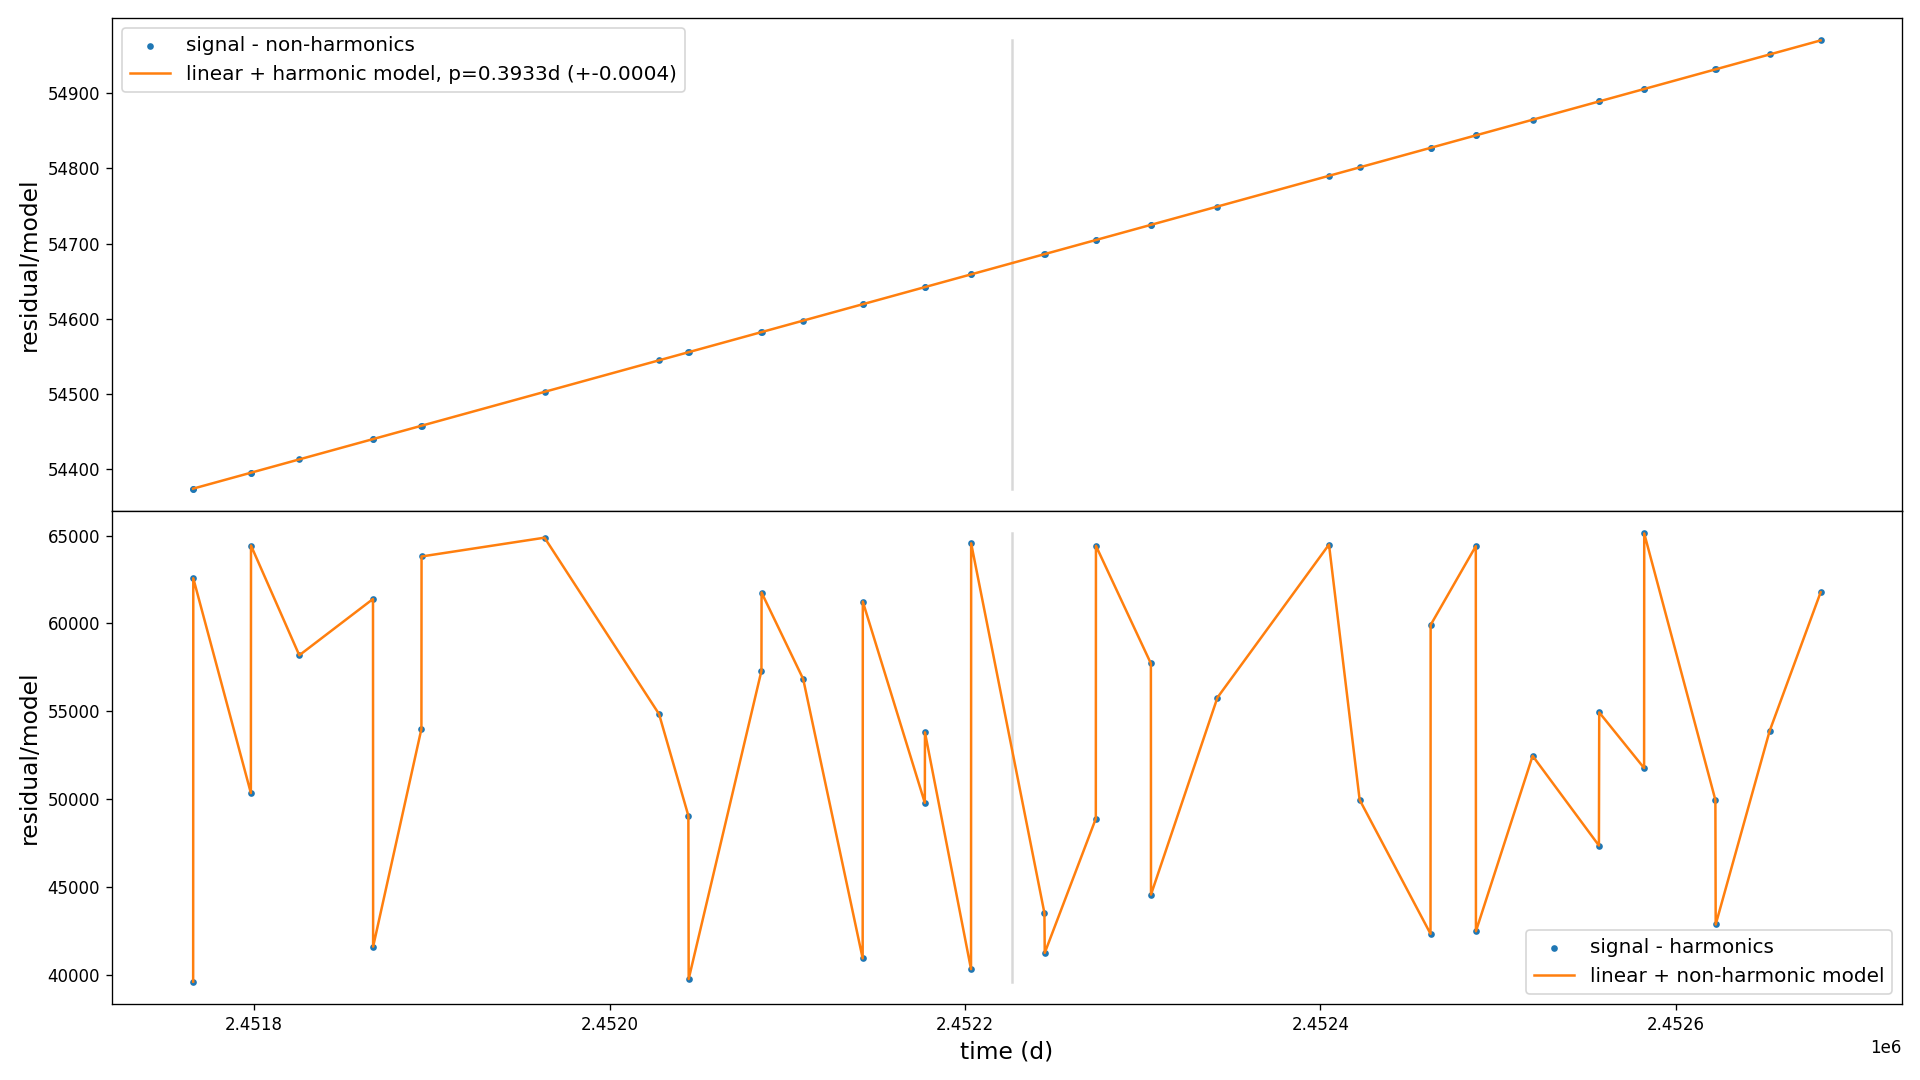 signal - non-harmonics
linear + harmonic model, p=0.3933d (+-0.0004)
54900
54800
54700
54600
54500
54400
residual/model
65000
60000
55000
50000
45000
40000
residual/model
signal - harmonics
linear + non-harmonic model
2.4518
2.4520
2.4522
2.4524
2.4526
1e6
time (d)